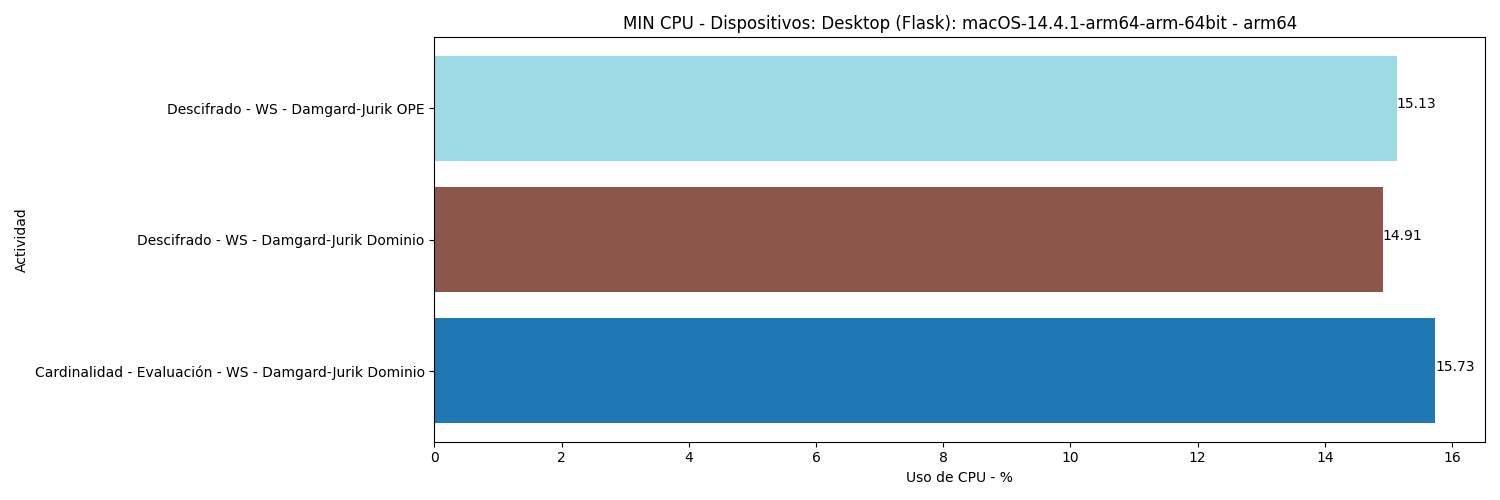 MIN CPU - Dispositivos: Desktop (Flask): macOS-14.4.1-arm64-arm-64bit - arm64
Actividad
Descifrado - WS - Damgard-Jurik OPE
15.13
Descifrado - WS - Damgard-Jurik Dominio
14.91
Cardinalidad - Evaluación - WS - Damgard-Jurik Dominio
15.73
0 2 4 6 8 10 12 14 16
Uso de CPU - %